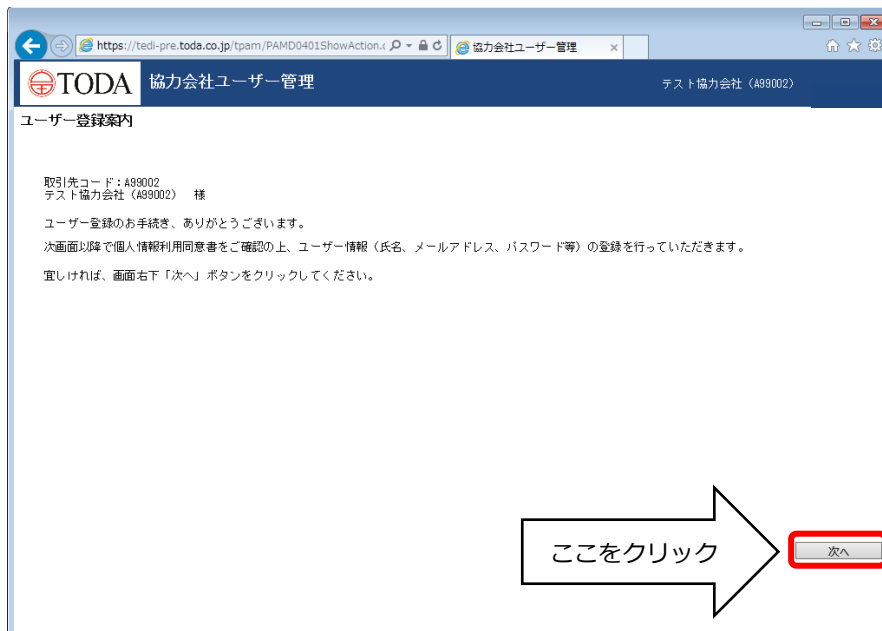 https://tedi-pre.toda.co.jp/tpam/PAMD0401ShowAction.
協力会社ユーザー管理
TODA
協力会社ユーザー管理
テスト協力会社（A99002）
ユーザー登録案内
取引先コード：A99002
テスト協力会社（A99002） 様
ユーザー登録のお手続き、ありがとうございます。
次画面以降で個人情報利用同意書をご確認の上、ユーザー情報（氏名、メールアドレス、パスワード等）の登録を行っていただきます。
宜しければ、画面右下「次へ」ボタンをクリックしてください。
ここをクリック
次へ